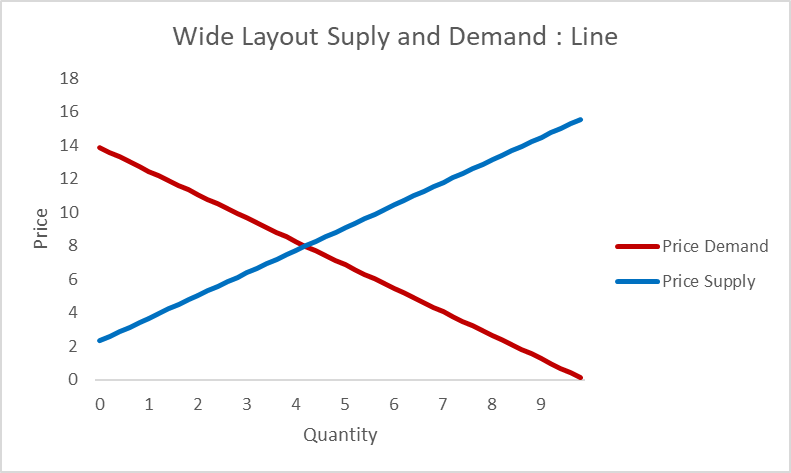 Wide Layout Suply and Demand : Line
18
16
14
12
10
8
6
4
2
0
Price
0 1 2 3 4 5 6 7 8 9
Quantity
Price Demand
Price Supply